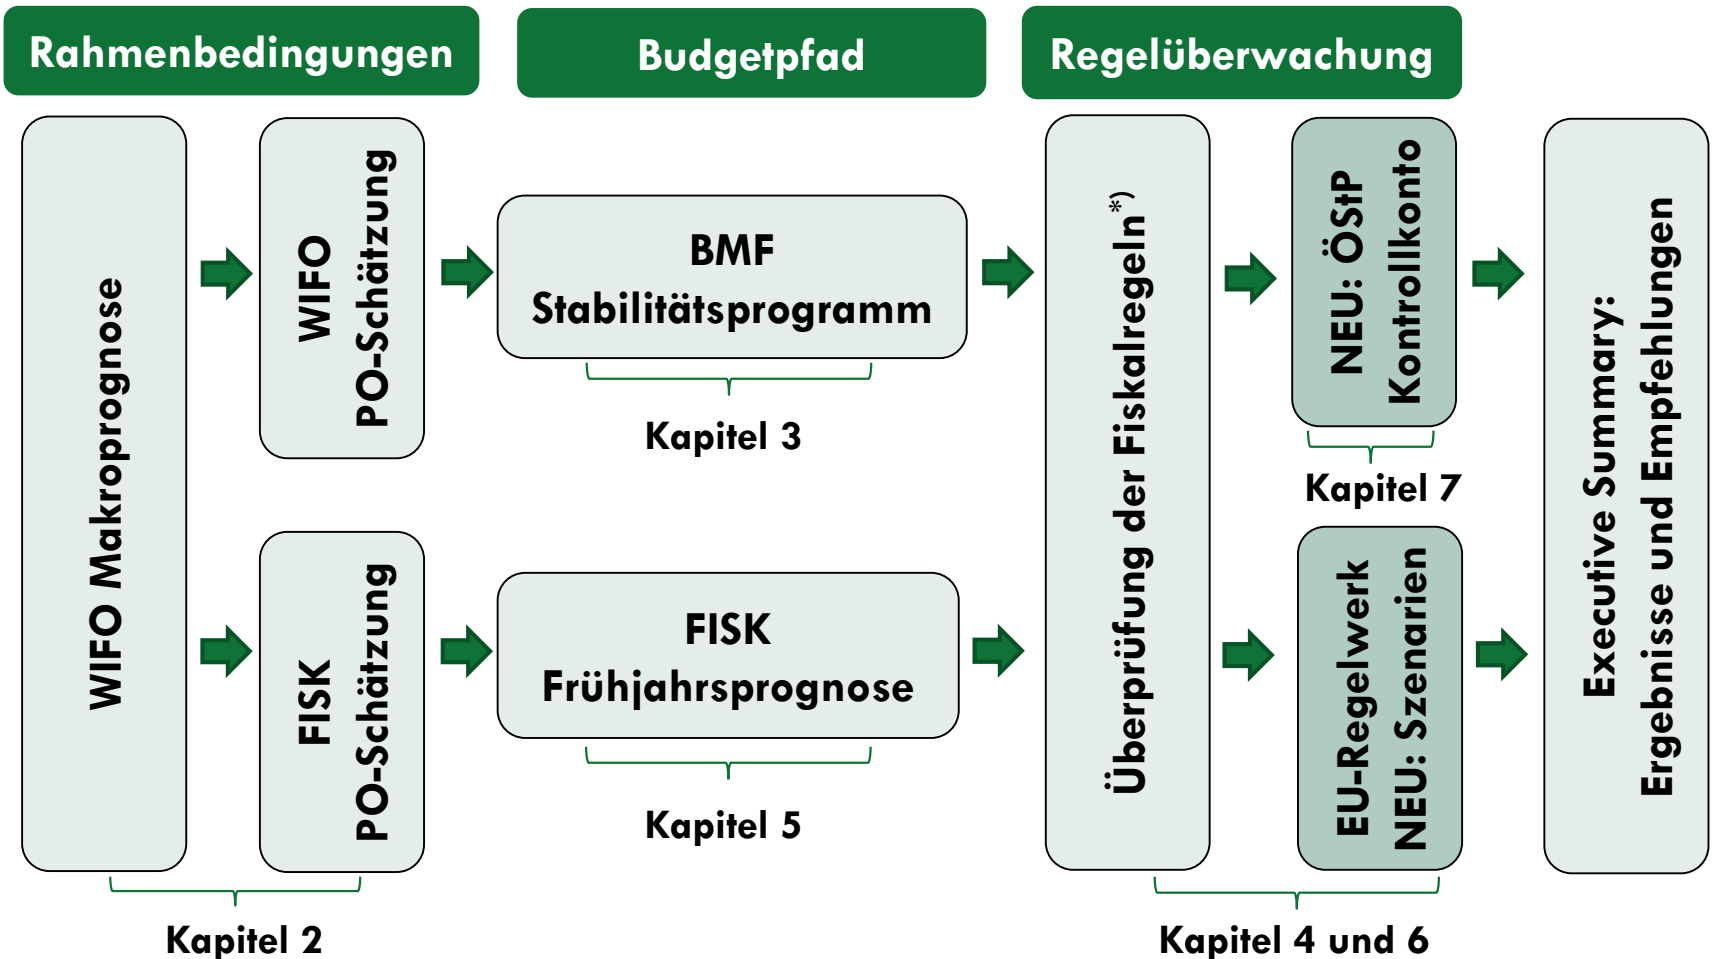 Rahmenbedingungen
Budgetpfad
Regelüberwachung
WIFO Makroprognose
WIFO
PO-Schätzung
BMF
Stabilitätsprogramm
Kapitel 3
FISK
PO-Schätzung
FISK
Frühjahrsprognose
Kapitel 5
Kapitel 2
Überprüfung der Fiskalregeln*)
NEU: ÖStP
Kontrollkonto
Kapitel 7
EU-Regelwerk
NEU: Szenarien
Kapitel 4 und 6
Executive Summary:
Ergebnisse und Empfehlungen